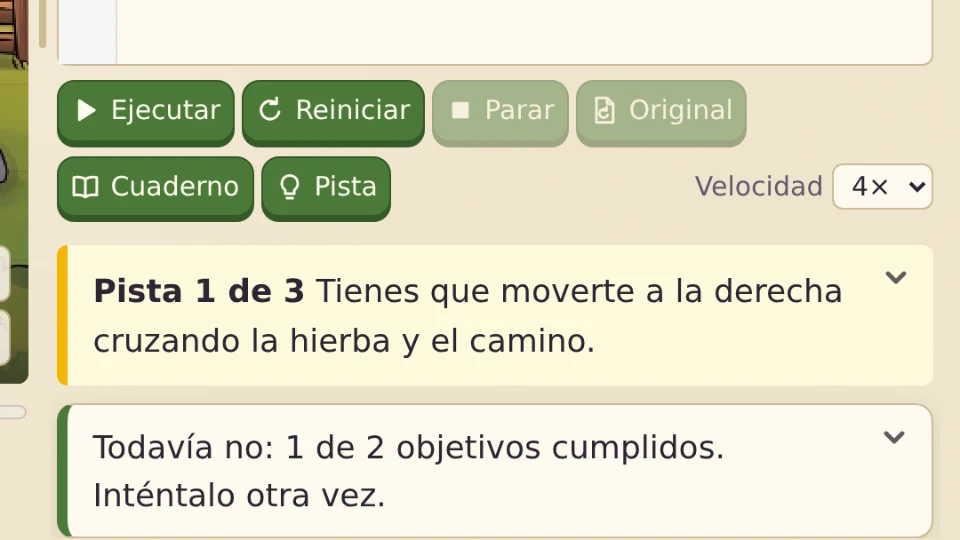 Ejecutar Reiniciar Parar Original
Cuaderno Pista Velocidad 4×
Pista 1 de 3 Tienes que moverte a la derecha
cruzando la hierba y el camino.
Todavía no: 1 de 2 objetivos cumplidos.
Inténtalo otra vez.